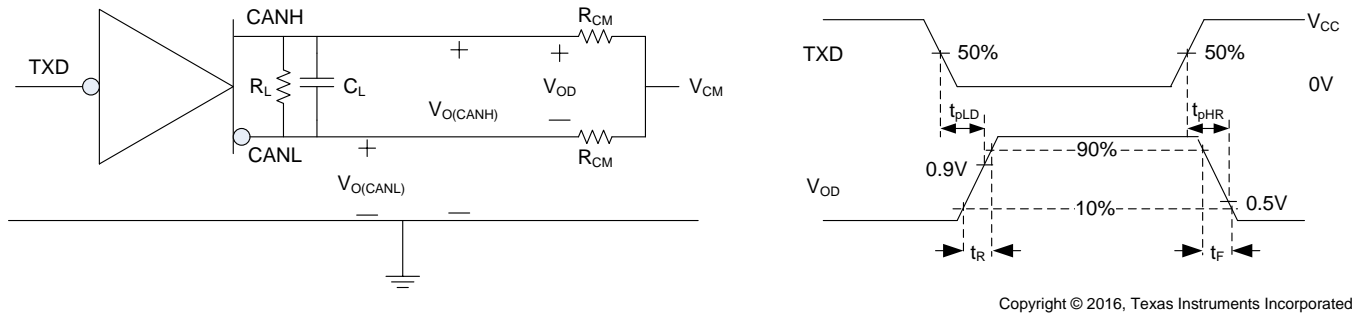 CANH
R_CM
TXD
R_L
C_L
+
+
V_OD
V_CM
V_O(CANH)
—
CANL
+
R_CM
V_O(CANL)
—
—
TXD
50%
50%
V_CC
0V
t_pLD
t_pHR
90%
0.9V
V_OD
10%
0.5V
t_R
t_F
Copyright © 2016, Texas Instruments Incorporated